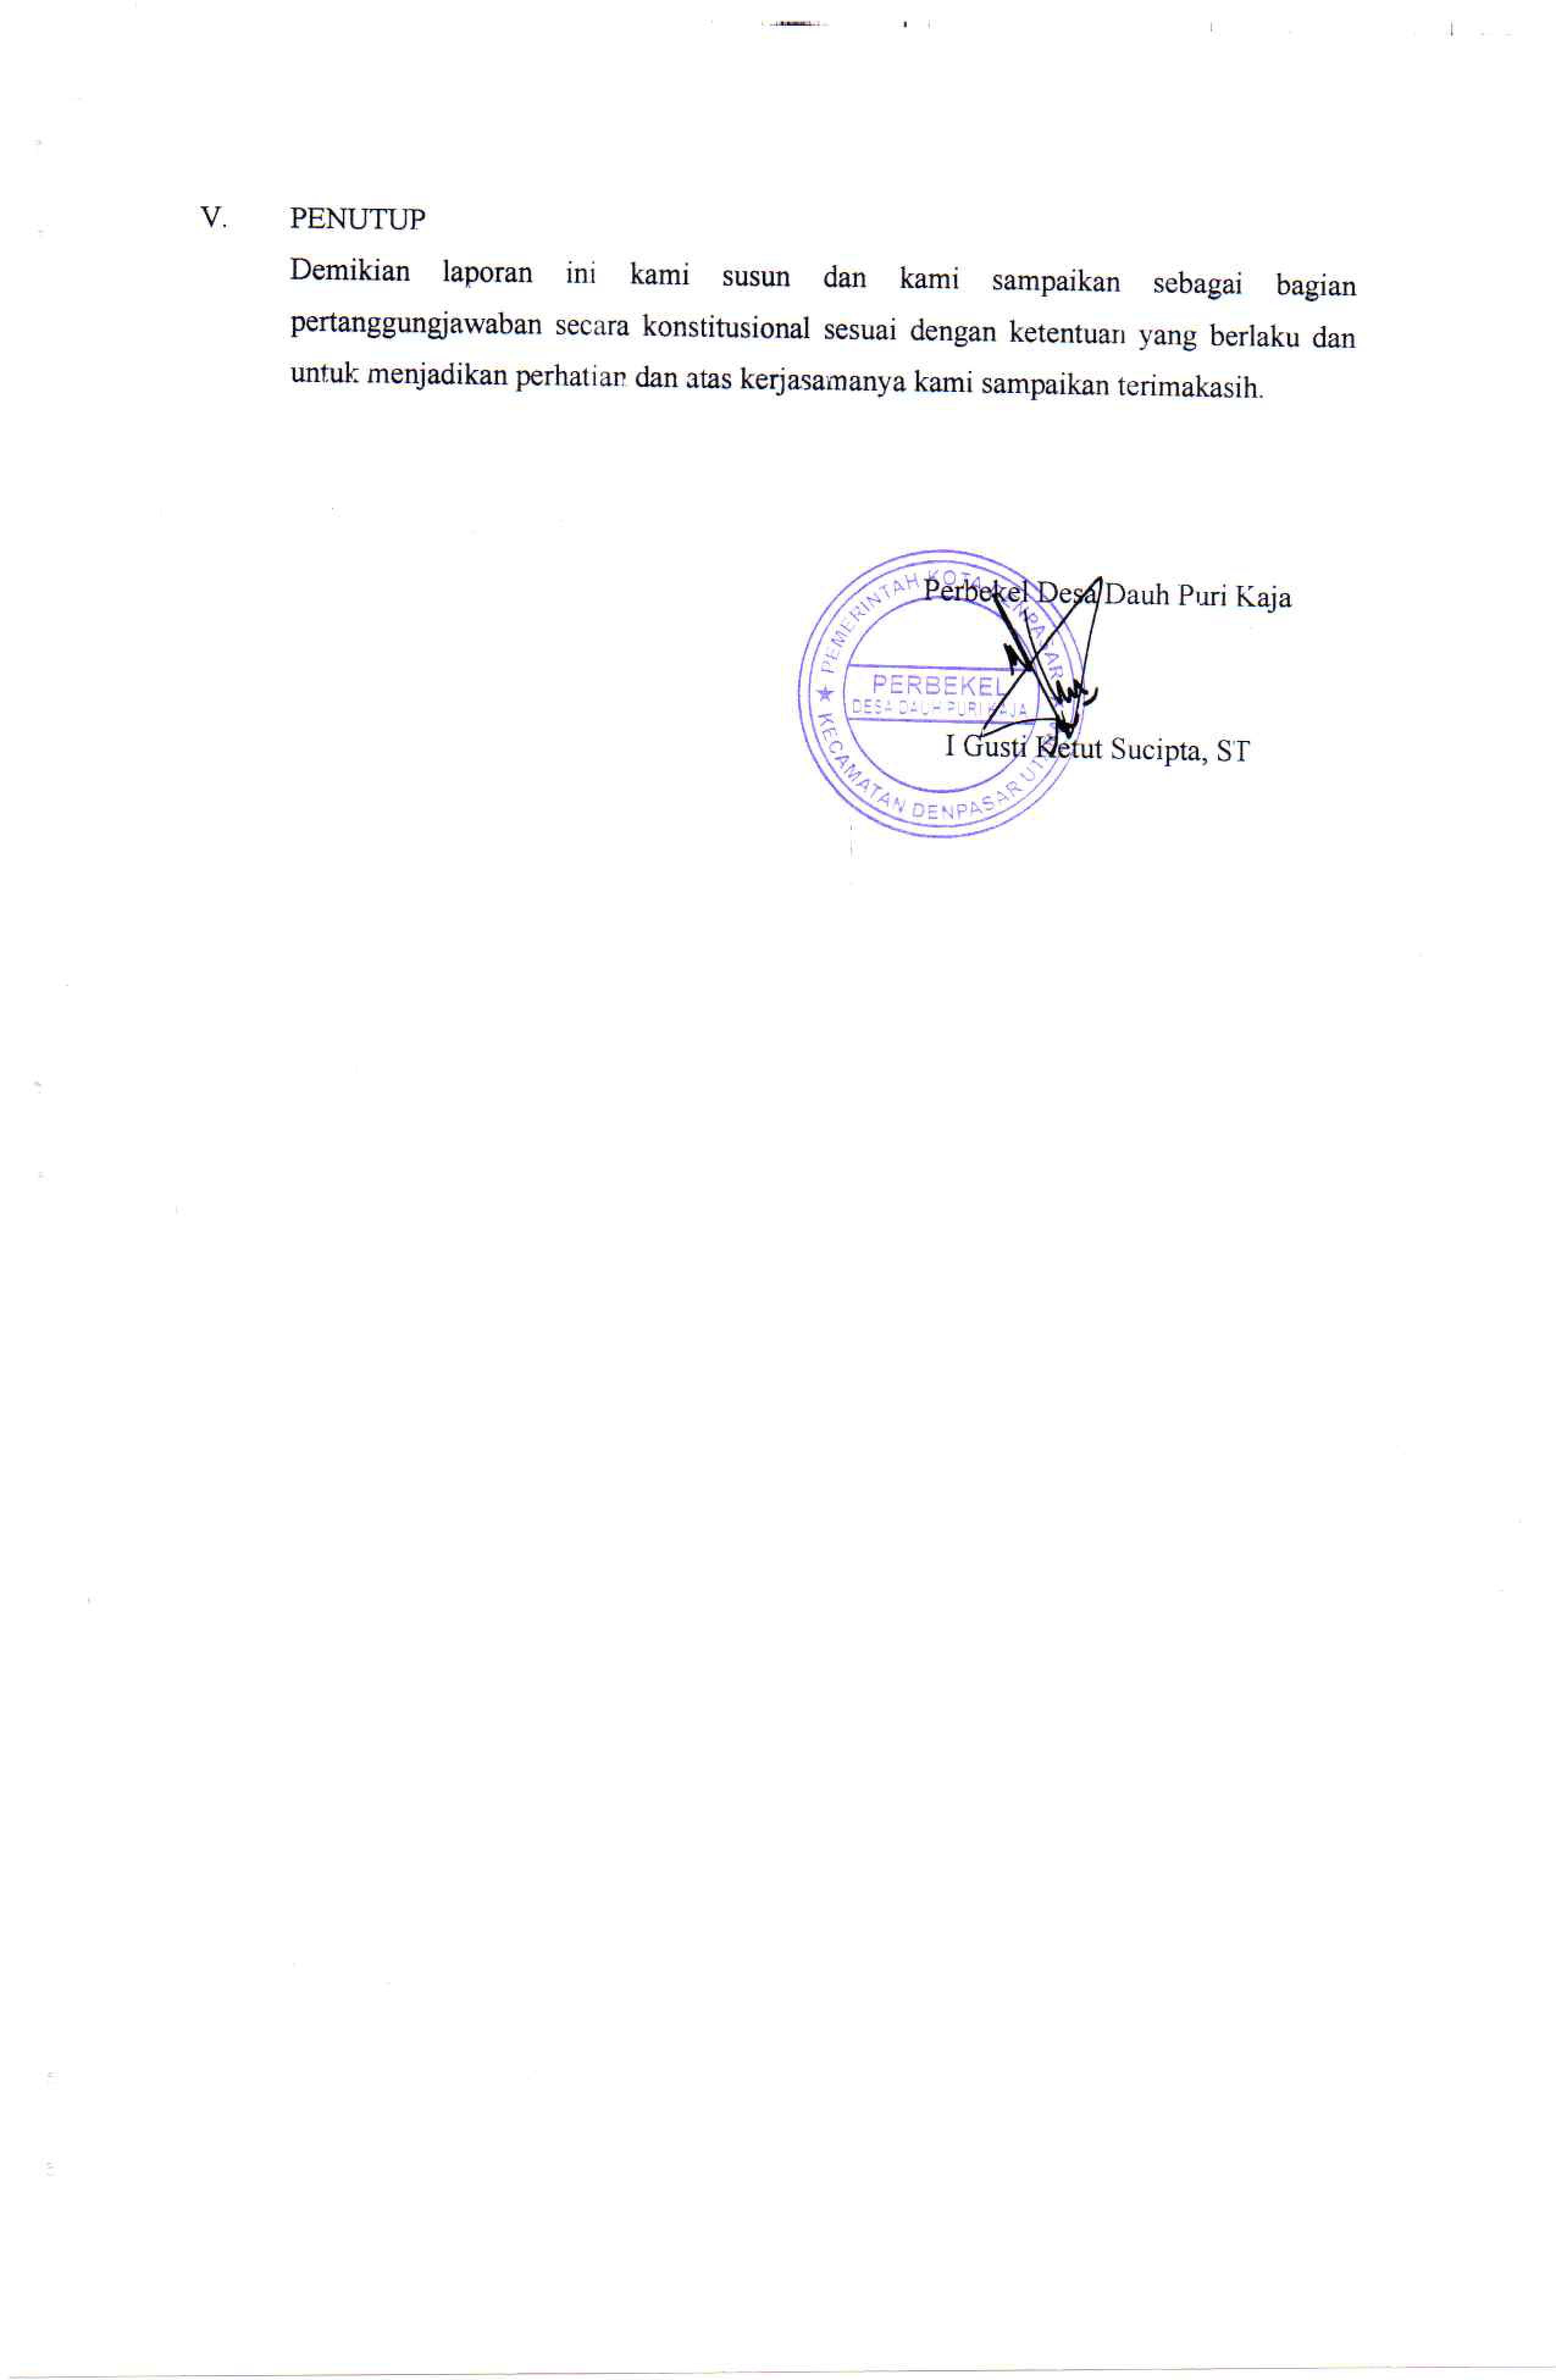 V. PENUTUP
Demikian laporan ini kami susun dan kami sampaikan sebagai bagian
pertanggungjawaban secara konstitusional sesuai dengan ketentuan yang berlaku dan
untuk menjadikan perhatian dan atas kerjasamanya kami sampaikan terimakasih.
Perbekel Desa Dauh Puri Kaja
PEMERINTAH KOTA DENPASAR
PERBEKEL
DESA DAUH PURI KAJA
KECAMATAN DENPASAR UTARA
I Gusti Ketut Sucipta, ST